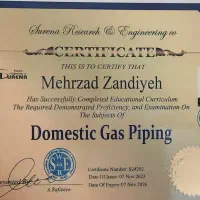 Surena Research & Engineering co
CERTIFICATE
THIS IS TO CERTIFY THAT
Mehrzad Zandiyeh
Has Successfully Completed Educational Curriculum
The Required Demonstrated Proficiency, and Examination On
The Subjects Of
Domestic Gas Piping
Date Of Issue: 07 Nov 2023
Date Of Expiry: 07 Nov 2026